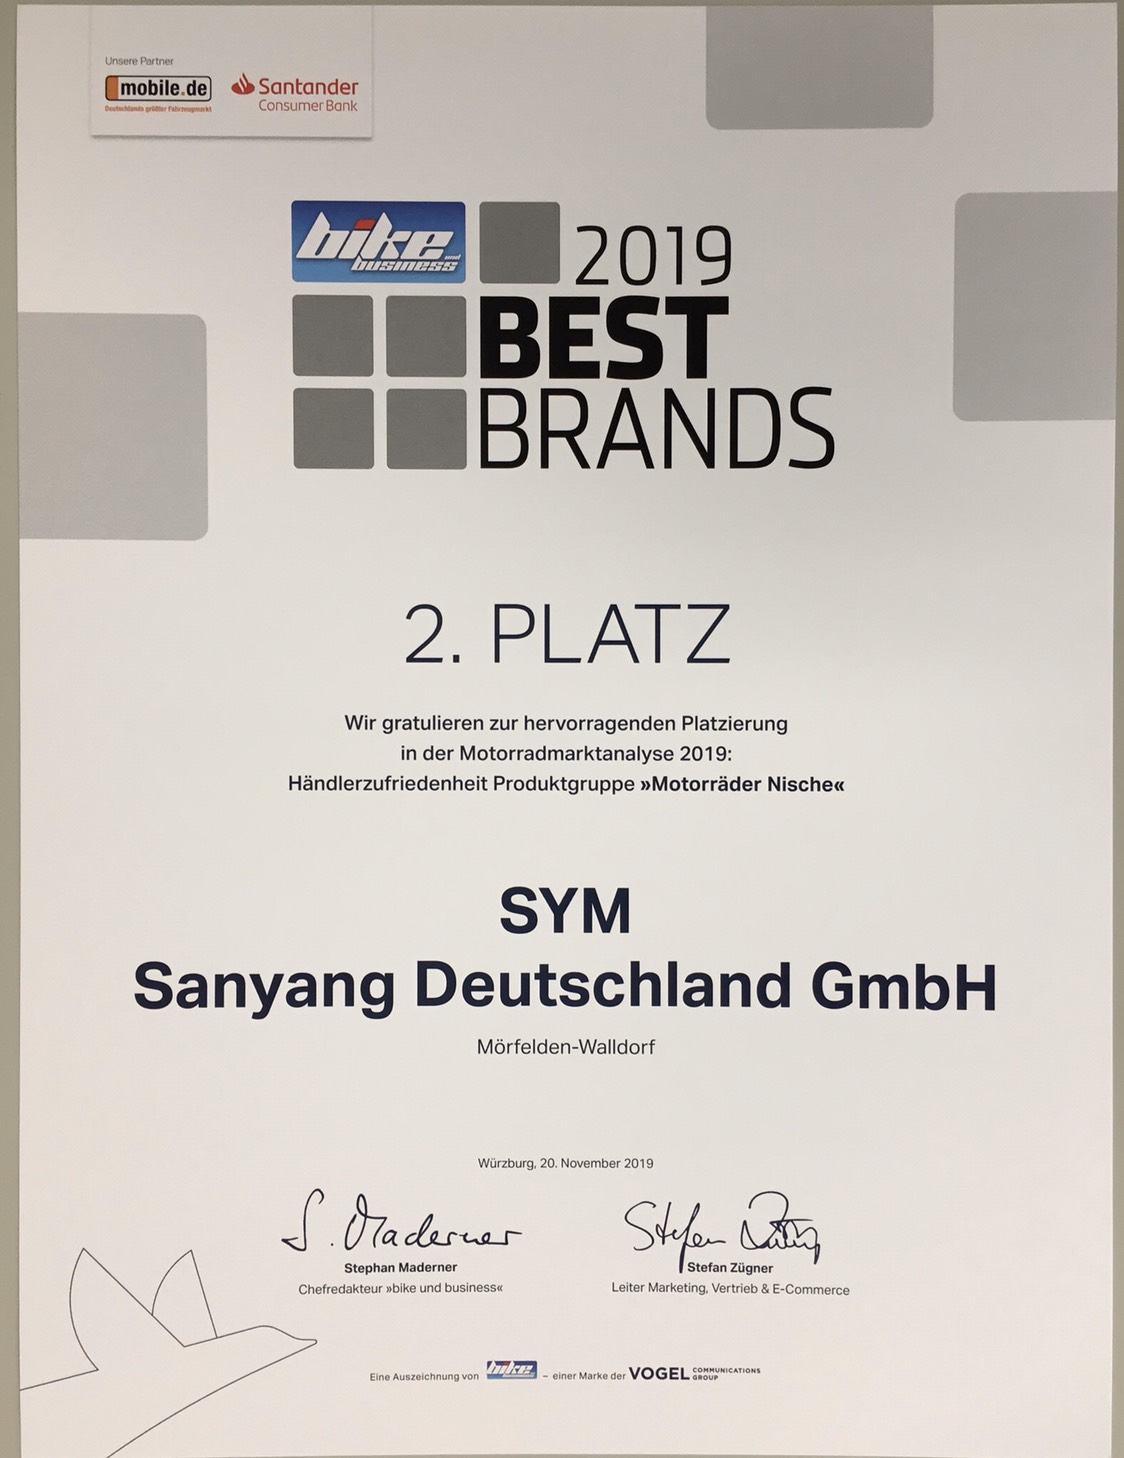 Unsere Partner
mobile.de
Deutschlands größter Fahrzeugmarkt
Santander
Consumer Bank
bike und
business
2019
BEST
BRANDS
2. PLATZ
Wir gratulieren zur hervorragenden Platzierung
in der Motorradmarktanalyse 2019:
Händlerzufriedenheit Produktgruppe »Motorräder Nische«
SYM
Sanyang Deutschland GmbH
Mörfelden-Walldorf
Würzburg, 20. November 2019
S. Maderner
Stefan Zügner
Stephan Maderner
Stefan Zügner
Chefredakteur »bike und business«
Leiter Marketing, Vertrieb & E-Commerce
Eine Auszeichnung von bike – einer Marke der VOGEL COMMUNICATIONS GROUP